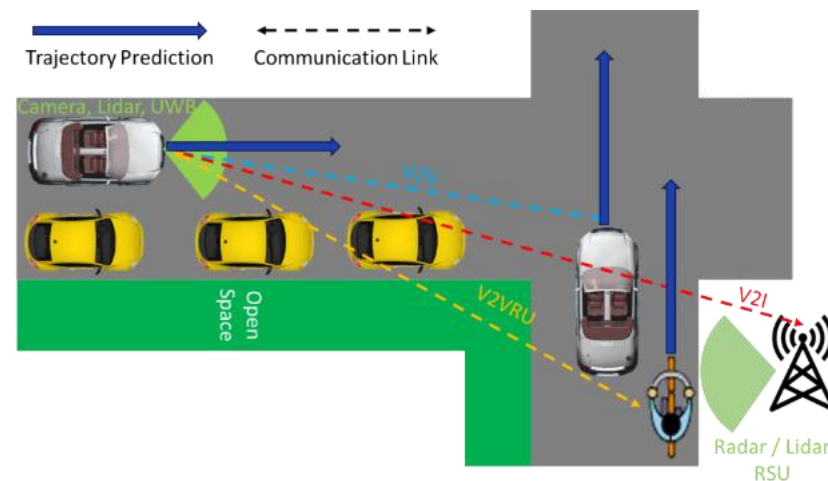 Trajectory Prediction
Communication Link
Camera, Lidar, UWB
V2V
V2I
V2VRU
Open
Space
Radar / Lidar
RSU